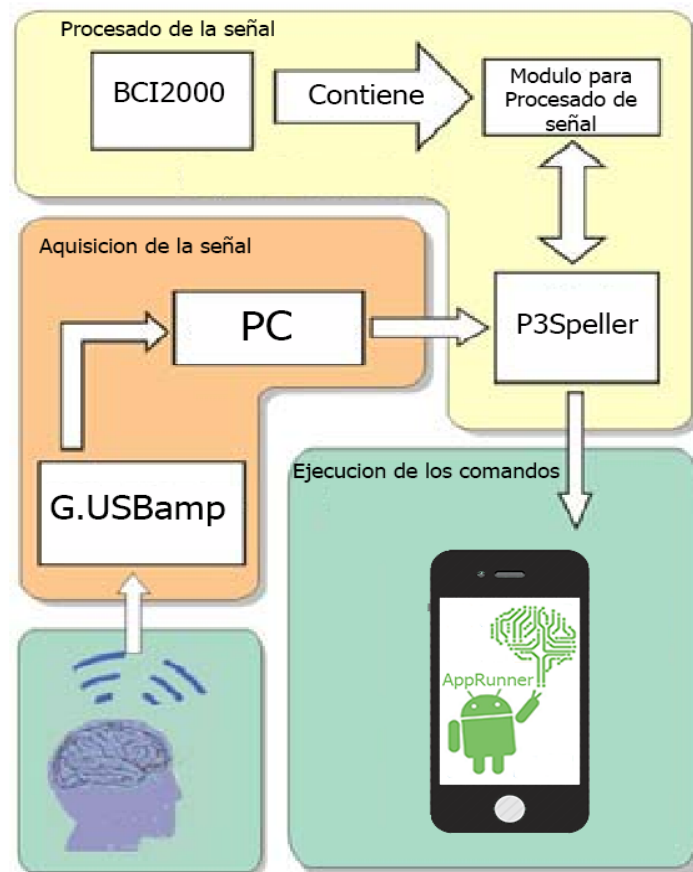 Procesado de la señal
BCI2000
Contiene
Modulo para
Procesado de
señal
Aquisicion de la señal
PC
P3Speller
G.USBamp
Ejecucion de los comandos
AppRunner